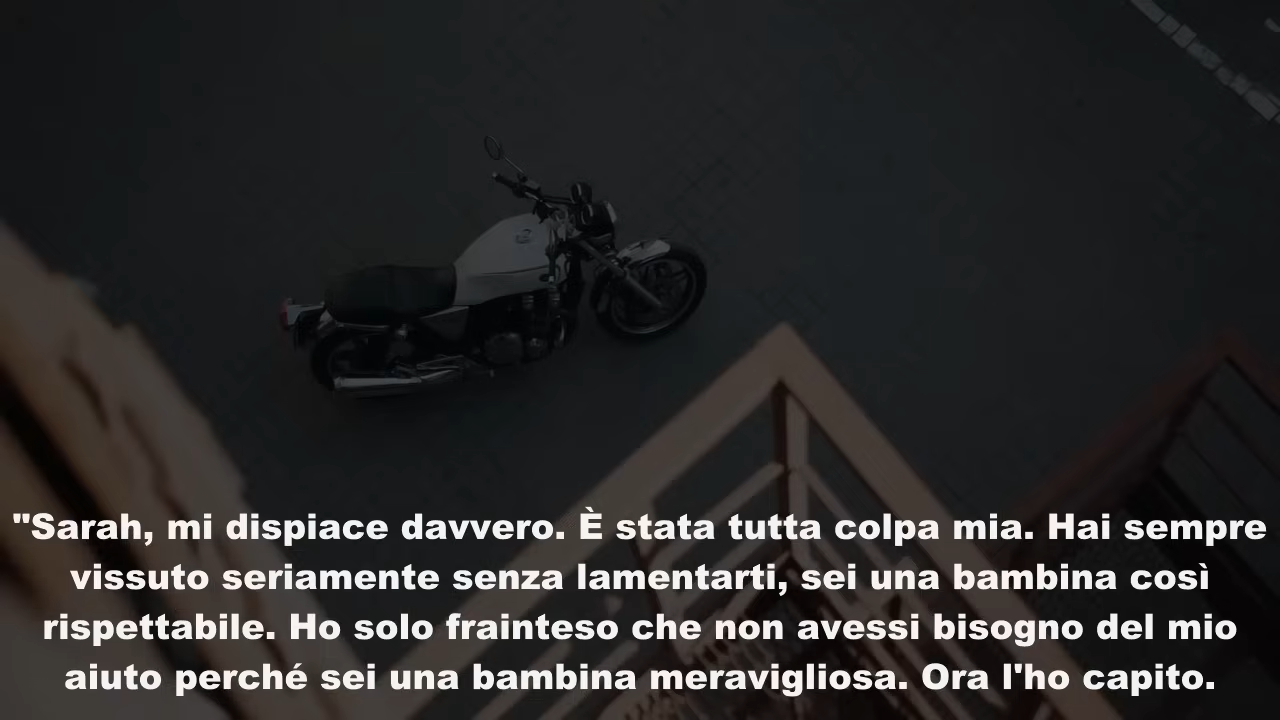 "Sarah, mi dispiace davvero. È stata tutta colpa mia. Hai sempre
vissuto seriamente senza lamentarti, sei una bambina così
rispettabile. Ho solo frainteso che non avessi bisogno del mio
aiuto perché sei una bambina meravigliosa. Ora l'ho capito.